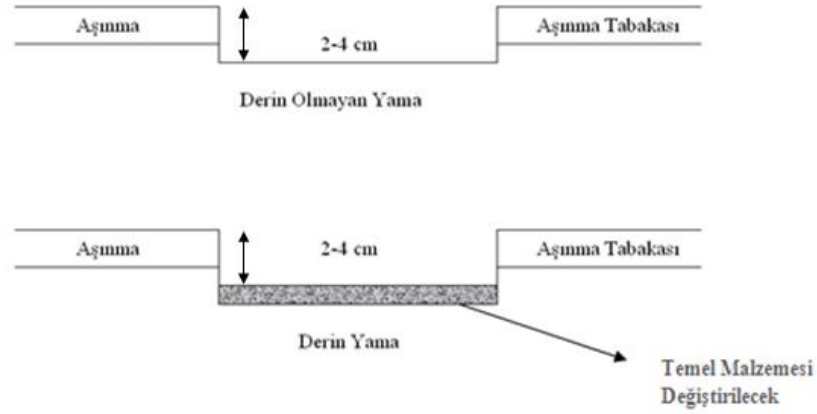 Aşınma
2-4 cm
Aşınma Tabakası
Derin Olmayan Yama
Aşınma
2-4 cm
Aşınma Tabakası
Derin Yama
Temel Malzemesi
Değiştirilecek